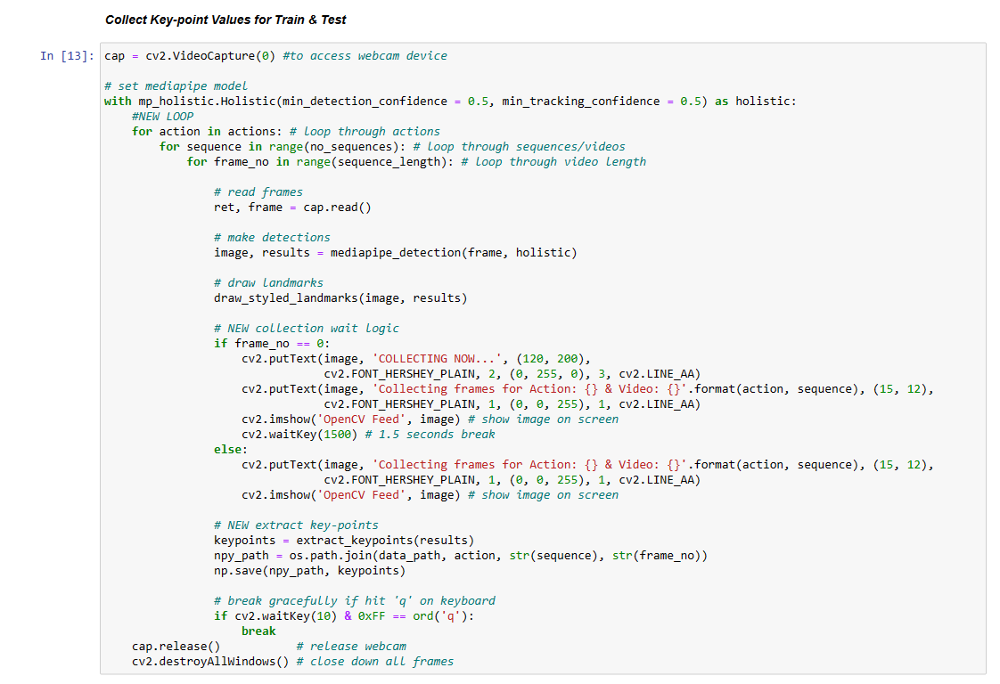 Collect Key-point Values for Train & Test
In [13]: cap = cv2.VideoCapture(0) #to access webcam device
# set mediapipe model
with mp_holistic.Holistic(min_detection_confidence = 0.5, min_tracking_confidence = 0.5) as holistic:
    #NEW LOOP
    for action in actions: # loop through actions
        for sequence in range(no_sequences): # loop through sequences/videos
            for frame_no in range(sequence_length): # loop through video length
                # read frames
                ret, frame = cap.read()
                # make detections
                image, results = mediapipe_detection(frame, holistic)
                # draw landmarks
                draw_styled_landmarks(image, results)
                # NEW collection wait logic
                if frame_no == 0:
                    cv2.putText(image, 'COLLECTING NOW...', (120, 200),
                                cv2.FONT_HERSHEY_PLAIN, 2, (0, 255, 0), 3, cv2.LINE_AA)
                    cv2.putText(image, 'Collecting frames for Action: {} & Video: {}'.format(action, sequence), (15, 12),
                                cv2.FONT_HERSHEY_PLAIN, 1, (0, 0, 255), 1, cv2.LINE_AA)
                    cv2.imshow('OpenCV Feed', image) # show image on screen
                    cv2.waitKey(1500) # 1.5 seconds break
                else:
                    cv2.putText(image, 'Collecting frames for Action: {} & Video: {}'.format(action, sequence), (15, 12),
                                cv2.FONT_HERSHEY_PLAIN, 1, (0, 0, 255), 1, cv2.LINE_AA)
                    cv2.imshow('OpenCV Feed', image) # show image on screen
                # NEW extract key-points
                keypoints = extract_keypoints(results)
                npy_path = os.path.join(data_path, action, str(sequence), str(frame_no))
                np.save(npy_path, keypoints)
                # break gracefully if hit 'q' on keyboard
                if cv2.waitKey(10) & 0xFF == ord('q'):
                    break
    cap.release()           # release webcam
    cv2.destroyAllWindows() # close down all frames